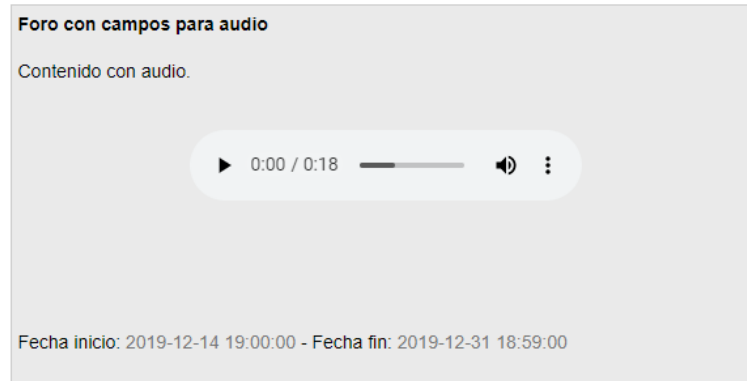 Foro con campos para audio
Contenido con audio.
0:00 / 0:18
Fecha inicio: 2019-12-14 19:00:00 - Fecha fin: 2019-12-31 18:59:00